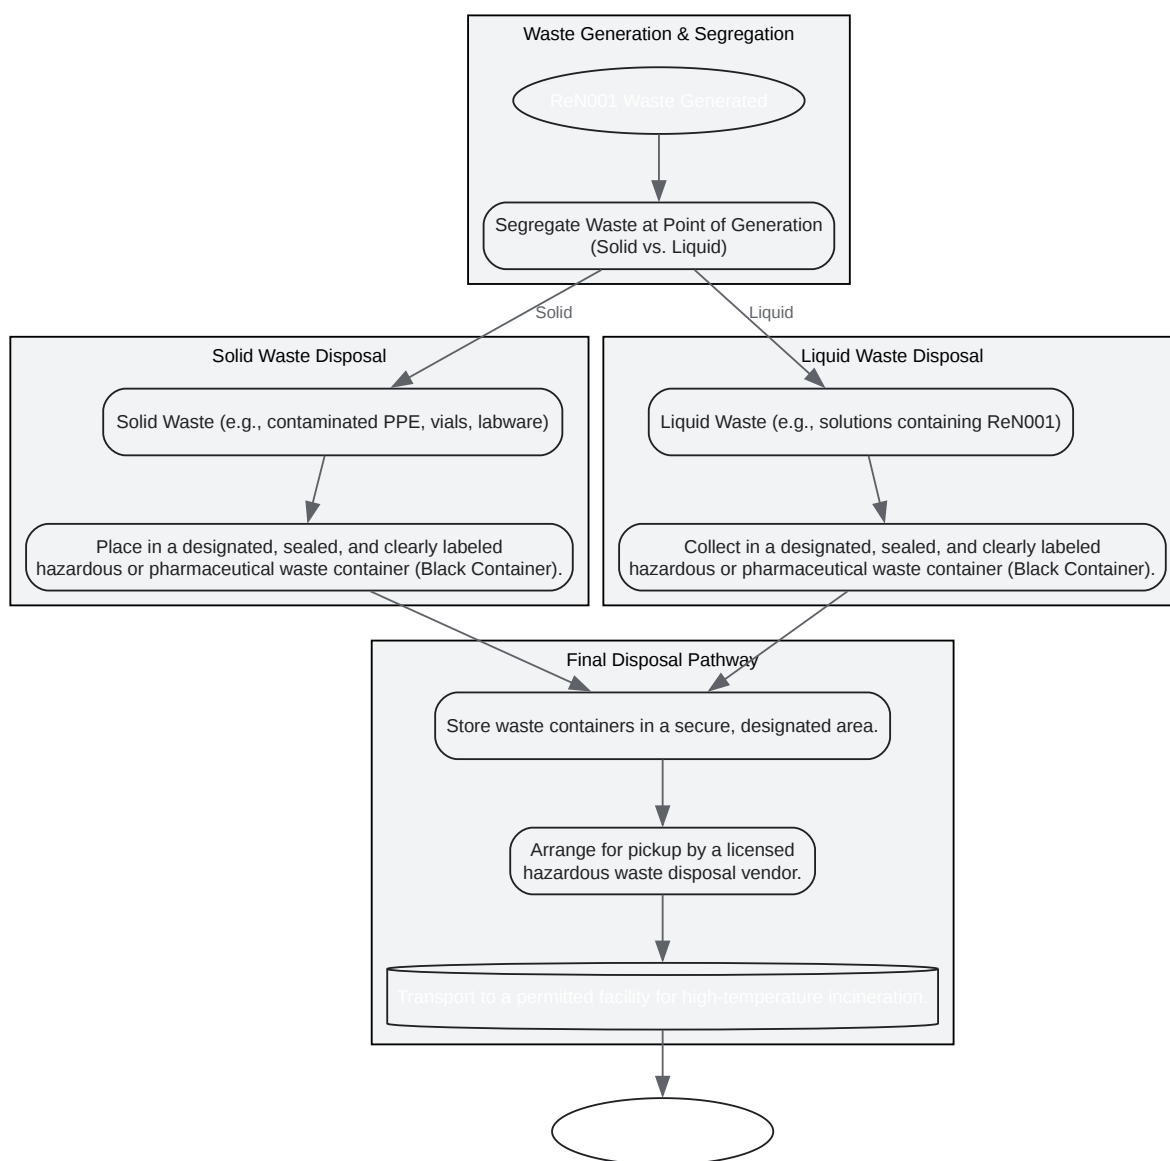 Waste Generation & Segregation
ReN001 Waste Generated
Segregate Waste at Point of Generation
(Solid vs. Liquid)
Solid
Liquid
Solid Waste Disposal
Liquid Waste Disposal
Solid Waste (e.g., contaminated PPE, vials, labware)
Liquid Waste (e.g., solutions containing ReN001)
Place in a designated, sealed, and clearly labeled
hazardous or pharmaceutical waste container (Black Container).
Collect in a designated, sealed, and clearly labeled
hazardous or pharmaceutical waste container (Black Container).
Final Disposal Pathway
Store waste containers in a secure, designated area.
Arrange for pickup by a licensed
hazardous waste disposal vendor.
Transport to a permitted facility for high-temperature incineration.